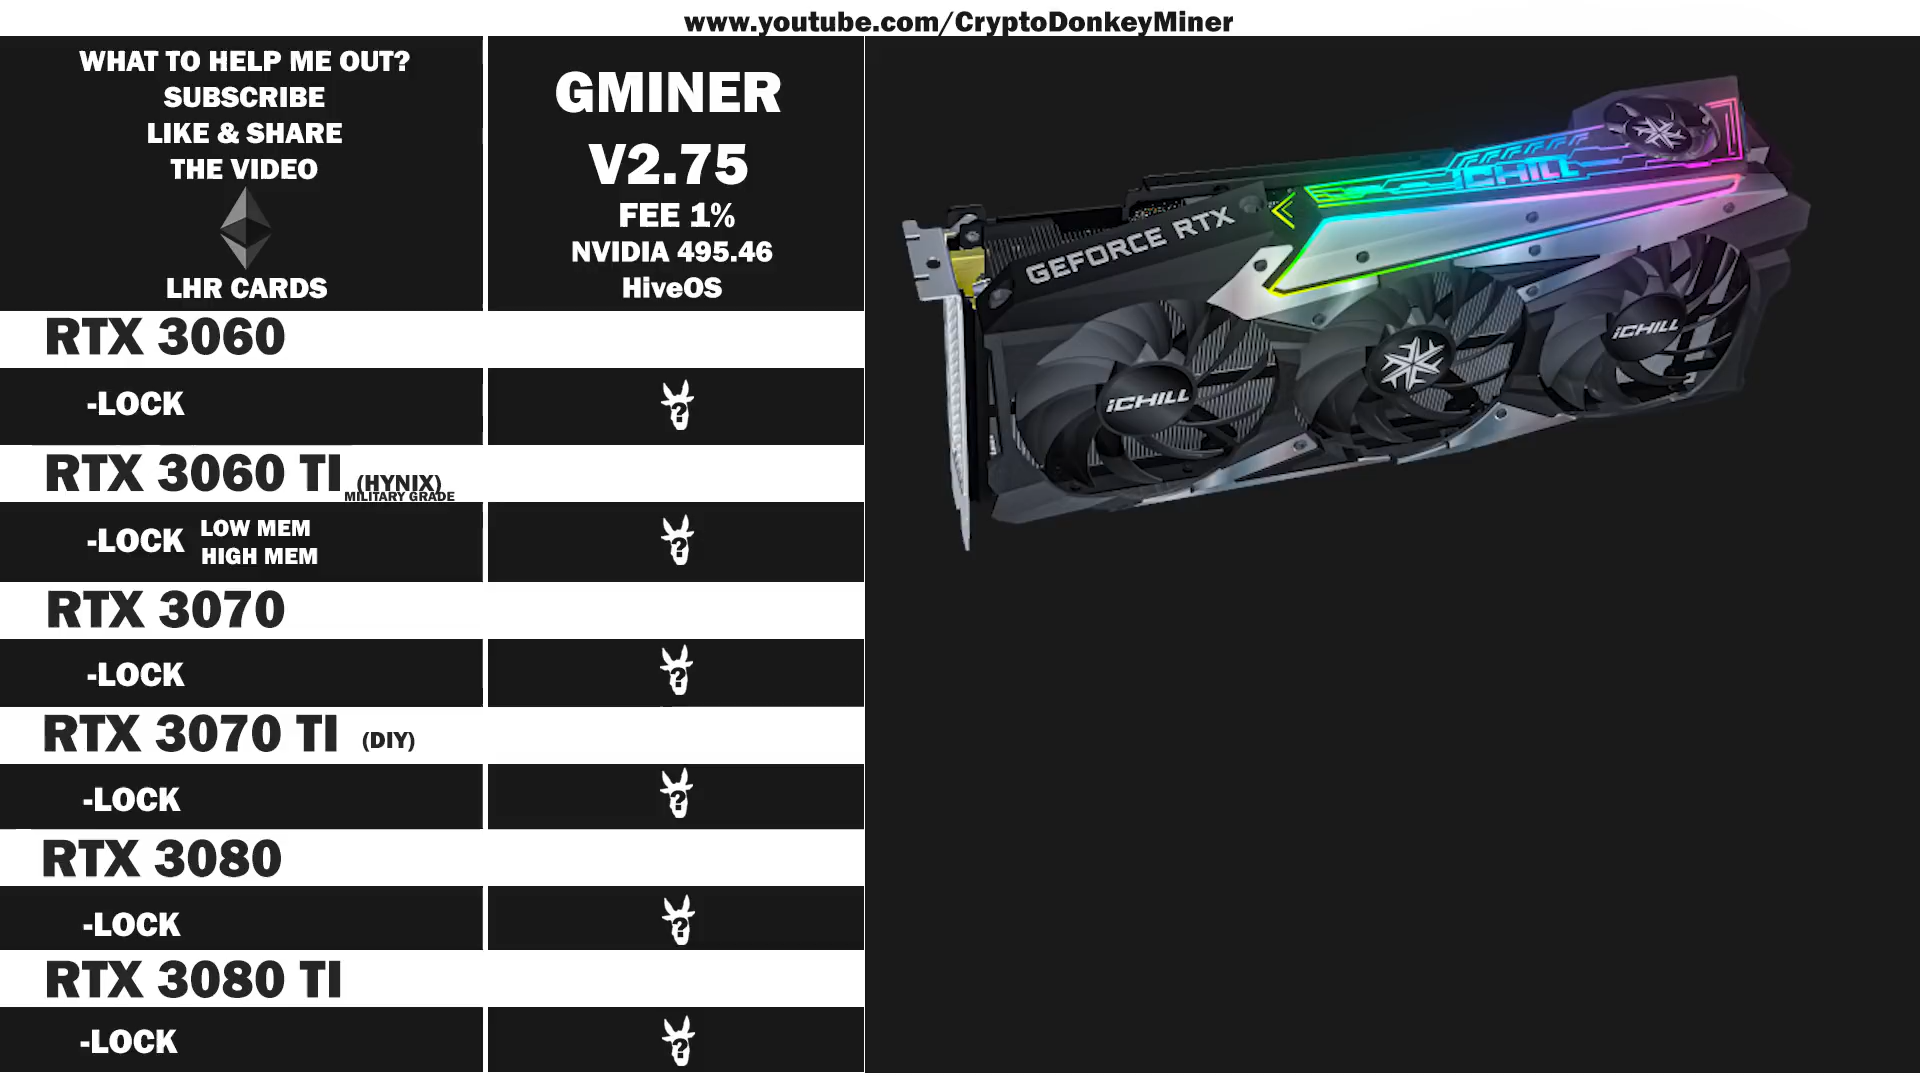 www.youtube.com/CryptoDonkeyMiner
WHAT TO HELP ME OUT?
SUBSCRIBE
LIKE & SHARE
THE VIDEO
LHR CARDS
GMINER
V2.75
FEE 1%
NVIDIA 495.46
HiveOS
RTX 3060
-LOCK
?
RTX 3060 TI (HYNIX)
MILITARY GRADE
-LOCK LOW MEM
HIGH MEM
?
RTX 3070
-LOCK
?
RTX 3070 TI (DIY)
-LOCK
?
RTX 3080
-LOCK
?
RTX 3080 TI
-LOCK
?
iCHILL
GEFORCE RTX
iCHILL
iCHILL